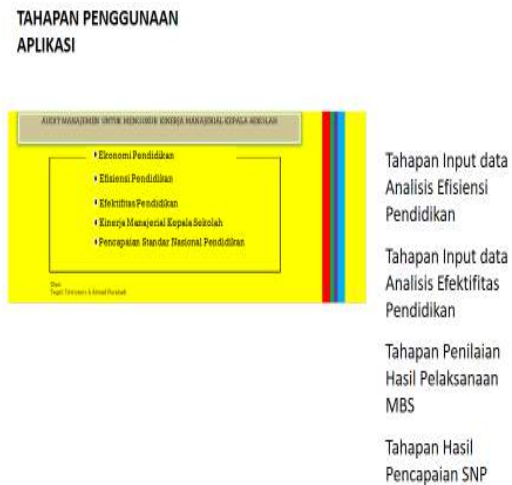 TAHAPAN PENGGUNAAN
APLIKASI
AUDIT MANAJEMEN UNTUK MENGUKUR KINERJA MANAJERIAL KEPALA SEKOLAH
Ekonomi Pendidikan
Efisiensi Pendidikan
Efektifitas Pendidikan
Kinerja Manajerial Kepala Sekolah
Pencapaian Standar Nasional Pendidikan
Oleh
Tahapan Input data
Analisis Efisiensi
Pendidikan
Tahapan Input data
Analisis Efektifitas
Pendidikan
Tahapan Penilaian
Hasil Pelaksanaan
MBS
Tahapan Hasil
Pencapaian SNP